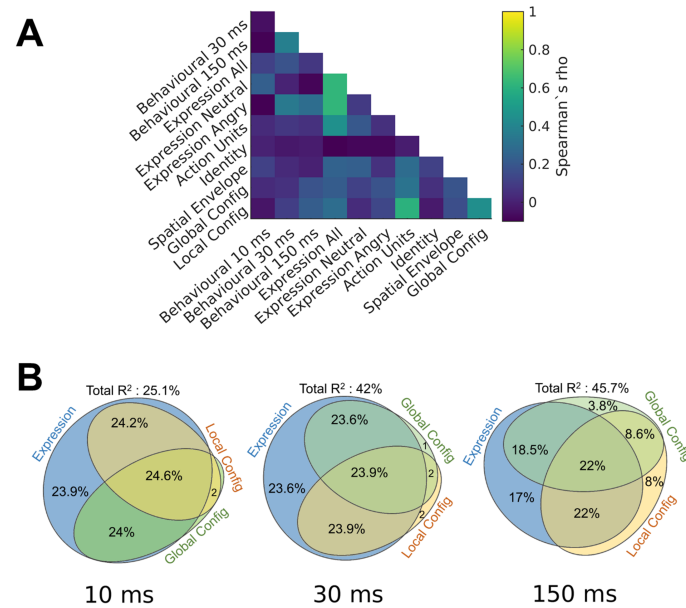 A
Behavioural 30 ms
Behavioural 150 ms
Expression All
Expression Neutral
Expression Angry
Action Units
Identity
Spatial Envelope
Global Config
Local Config
Behavioural 10 ms
Behavioural 30 ms
Behavioural 150 ms
Expression All
Expression Neutral
Expression Angry
Action Units
Identity
Spatial Envelope
Global Config
1
0.8
0.6
0.4
0.2
0
Spearman`s rho
B
Total R² : 25.1%
Expression
Local Config
Global Config
24.2%
24.6%
2
23.9%
24%
10 ms
Total R² : 42%
Expression
Global Config
Local Config
23.6%
1
23.9%
2
23.6%
2
23.9%
30 ms
Total R² : 45.7%
Expression
Global Config
Local Config
3.8%
8.6%
18.5%
22%
8%
17%
22%
150 ms